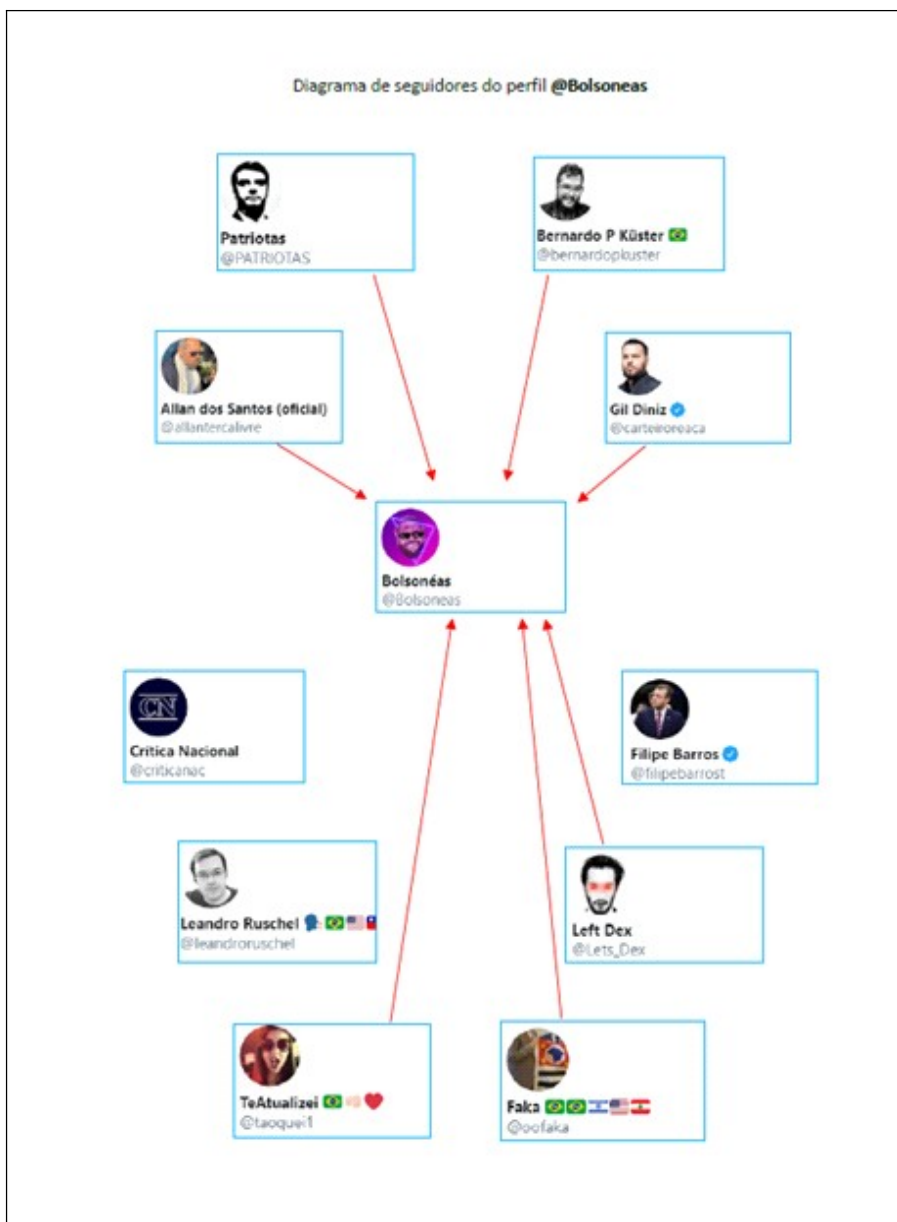 Diagrama de seguidores do perfil @Bolsoneas
Patriotas
@PATRIOTAS
Bernardo P Küster
@bernardopkuster
Allan dos Santos (oficial)
@allantercalivre
Gil Diniz
@carteiroreaca
Bolsonéas
@Bolsoneas
CN
Crítica Nacional
@criticanac
Filipe Barros
@filipebarrost
Leandro Ruschel
@leandroruschel
Left Dex
@Lets_Dex
TeAtualizei
@taoquei1
Faka
@oofaka